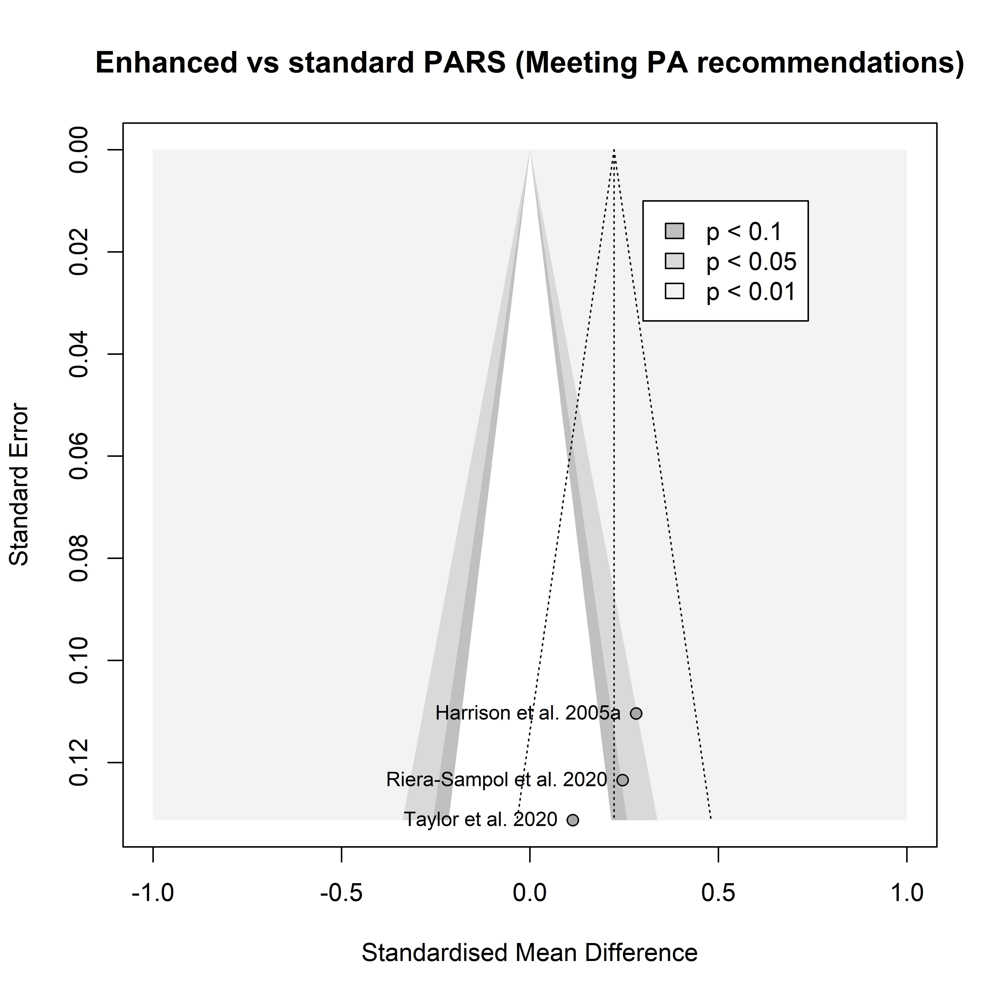 Enhanced vs standard PARS (Meeting PA recommendations)
0.00
0.02
0.04
0.06
0.08
0.10
0.12
Standard Error
p < 0.1
p < 0.05
p < 0.01
Harrison et al. 2005a
Riera-Sampol et al. 2020
Taylor et al. 2020
-1.0 -0.5 0.0 0.5 1.0
Standardised Mean Difference